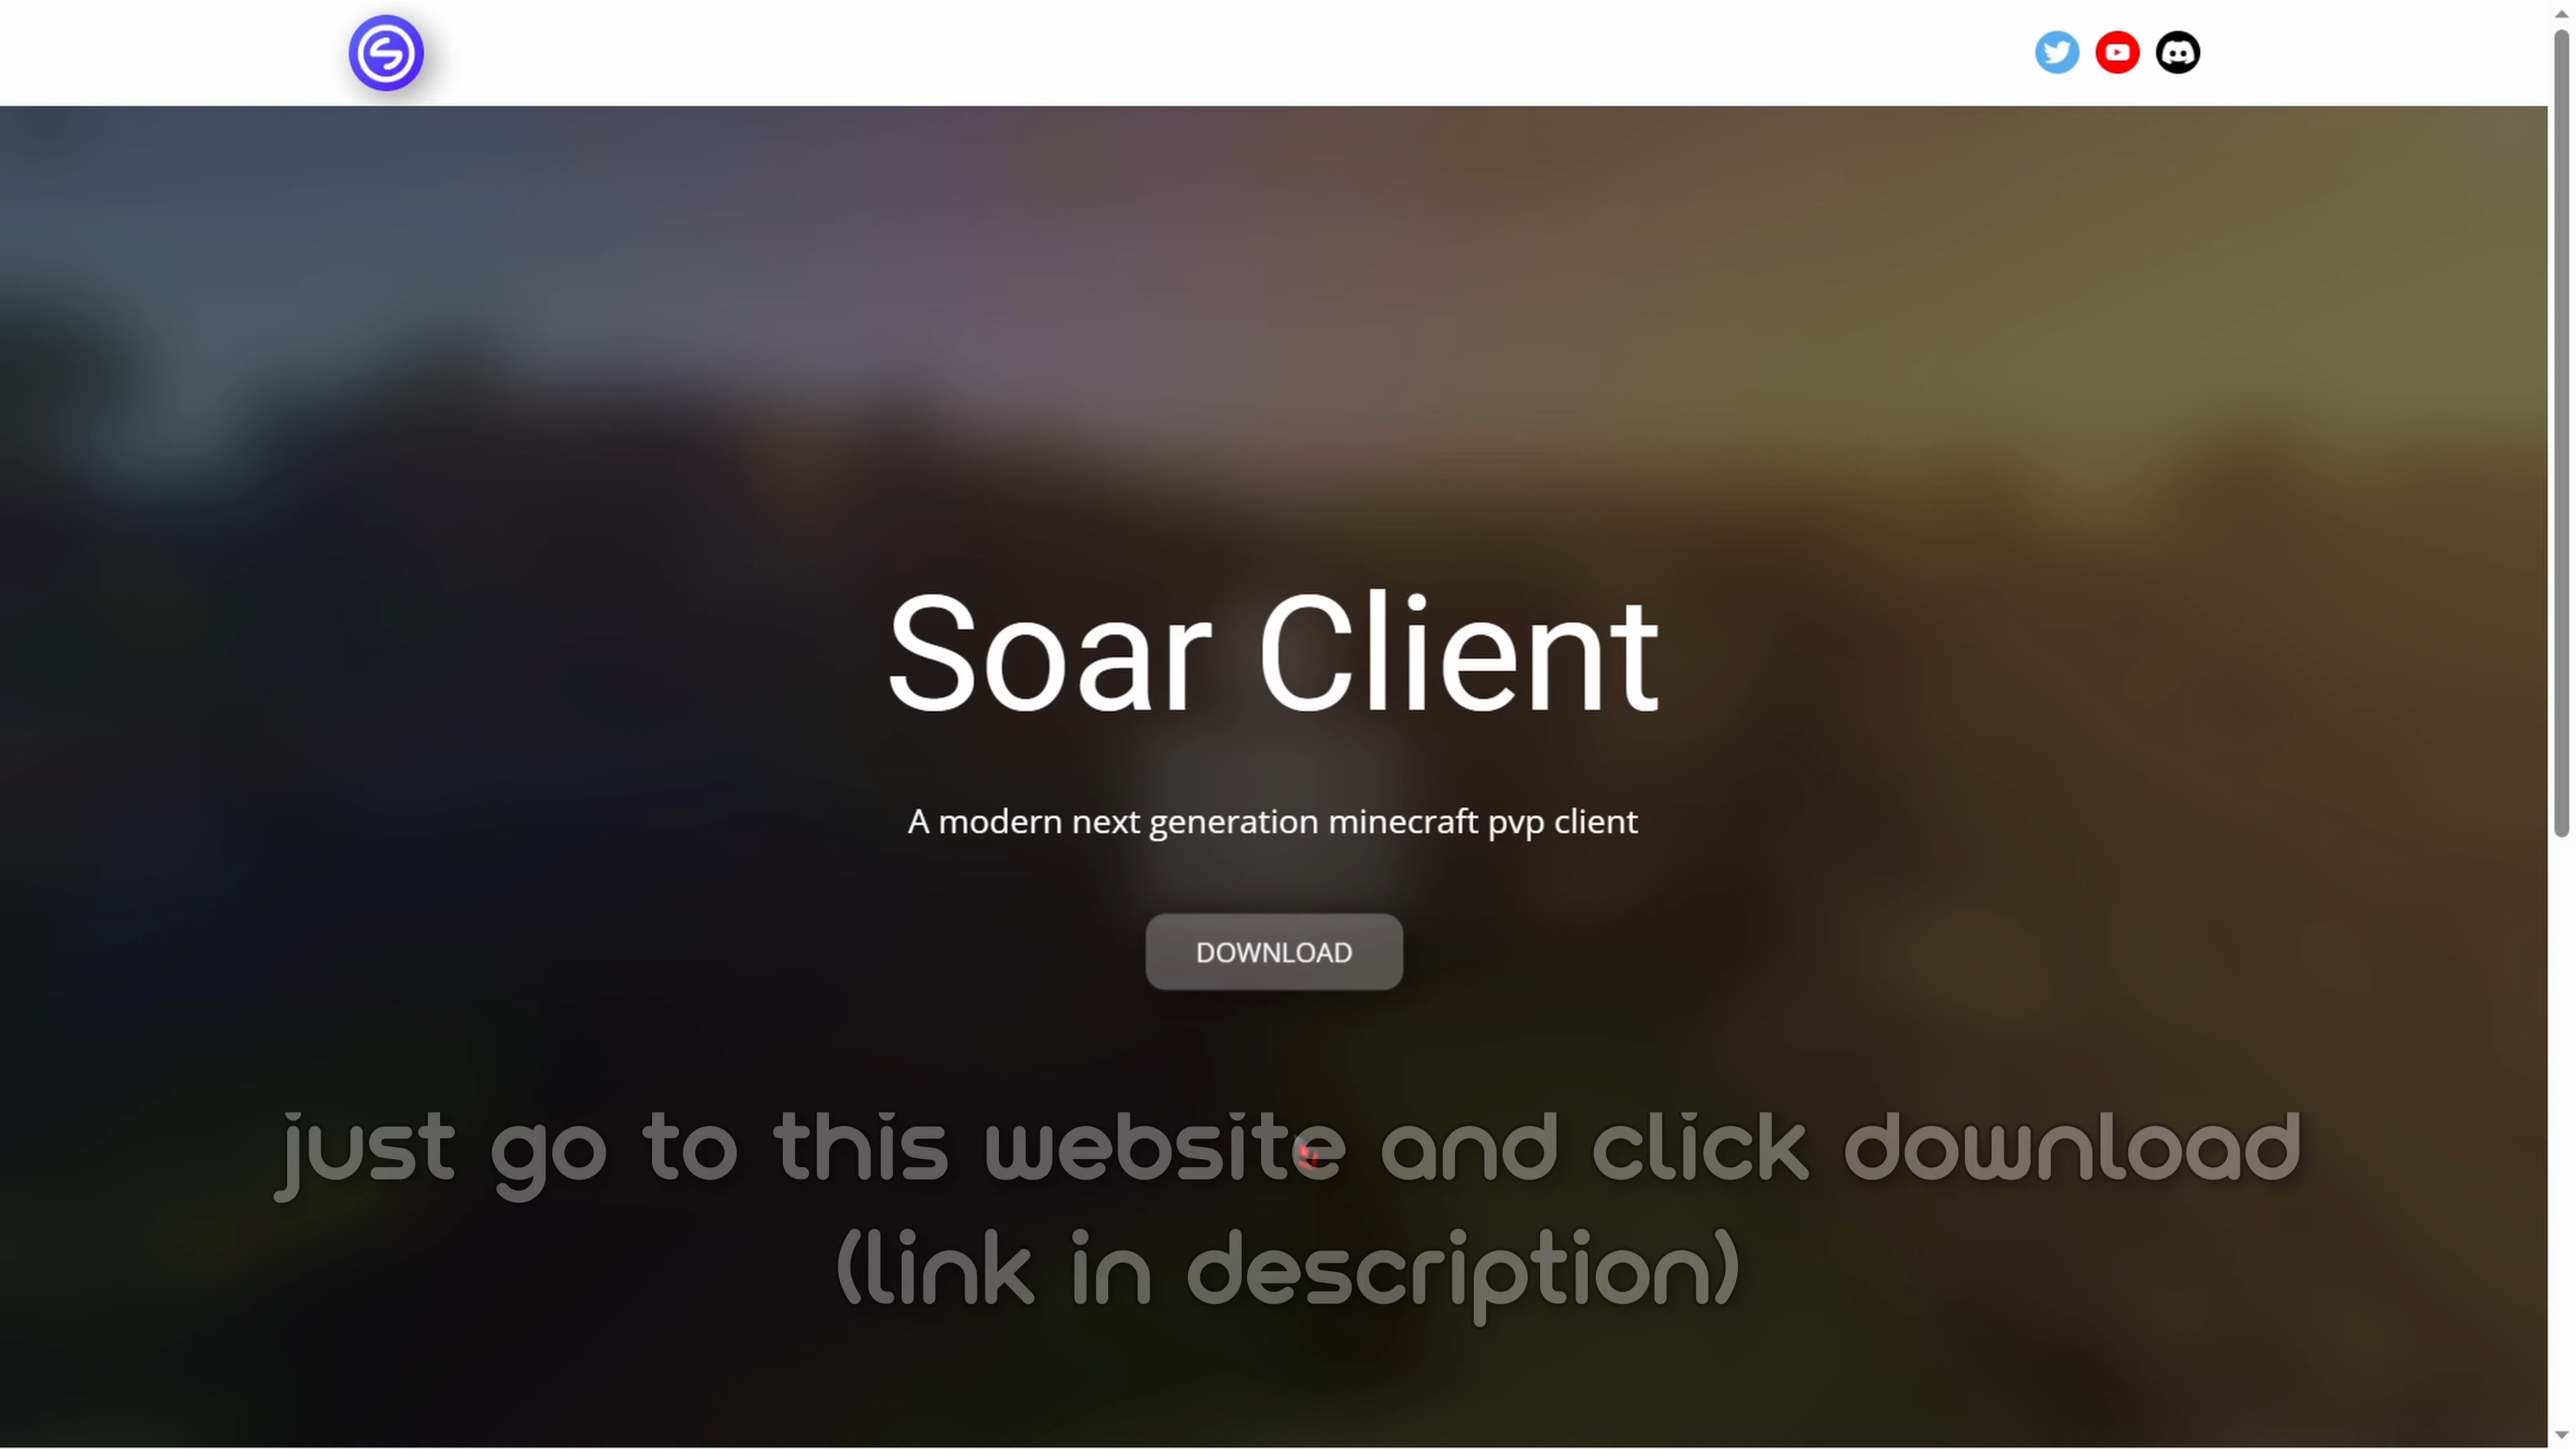 Soar Client
A modern next generation minecraft pvp client
DOWNLOAD
just go to this website and click download
(link in description)